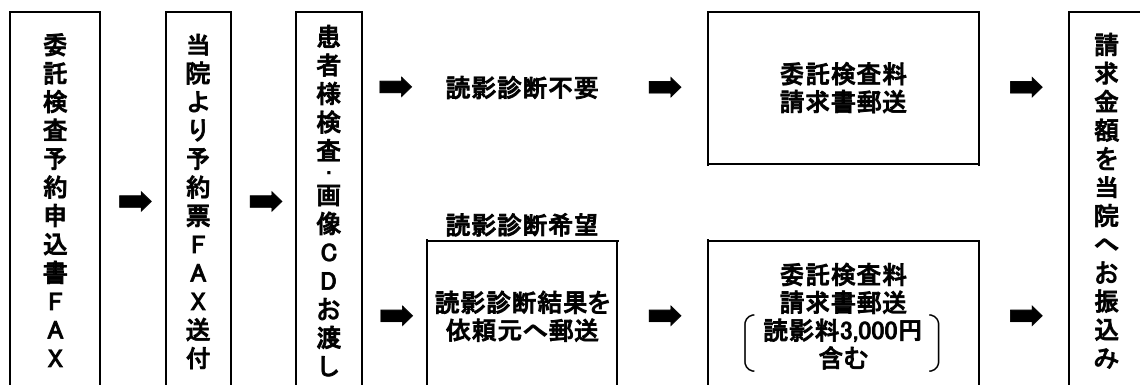 委託検査予約申込書FAX
当院より予約票FAX送付
患者様検査・画像CDお渡し
読影診断不要
委託検査料
請求書郵送
読影診断希望
読影診断結果を
依頼元へ郵送
委託検査料
請求書郵送
読影料3,000円
含む
請求金額を当院へお振込み